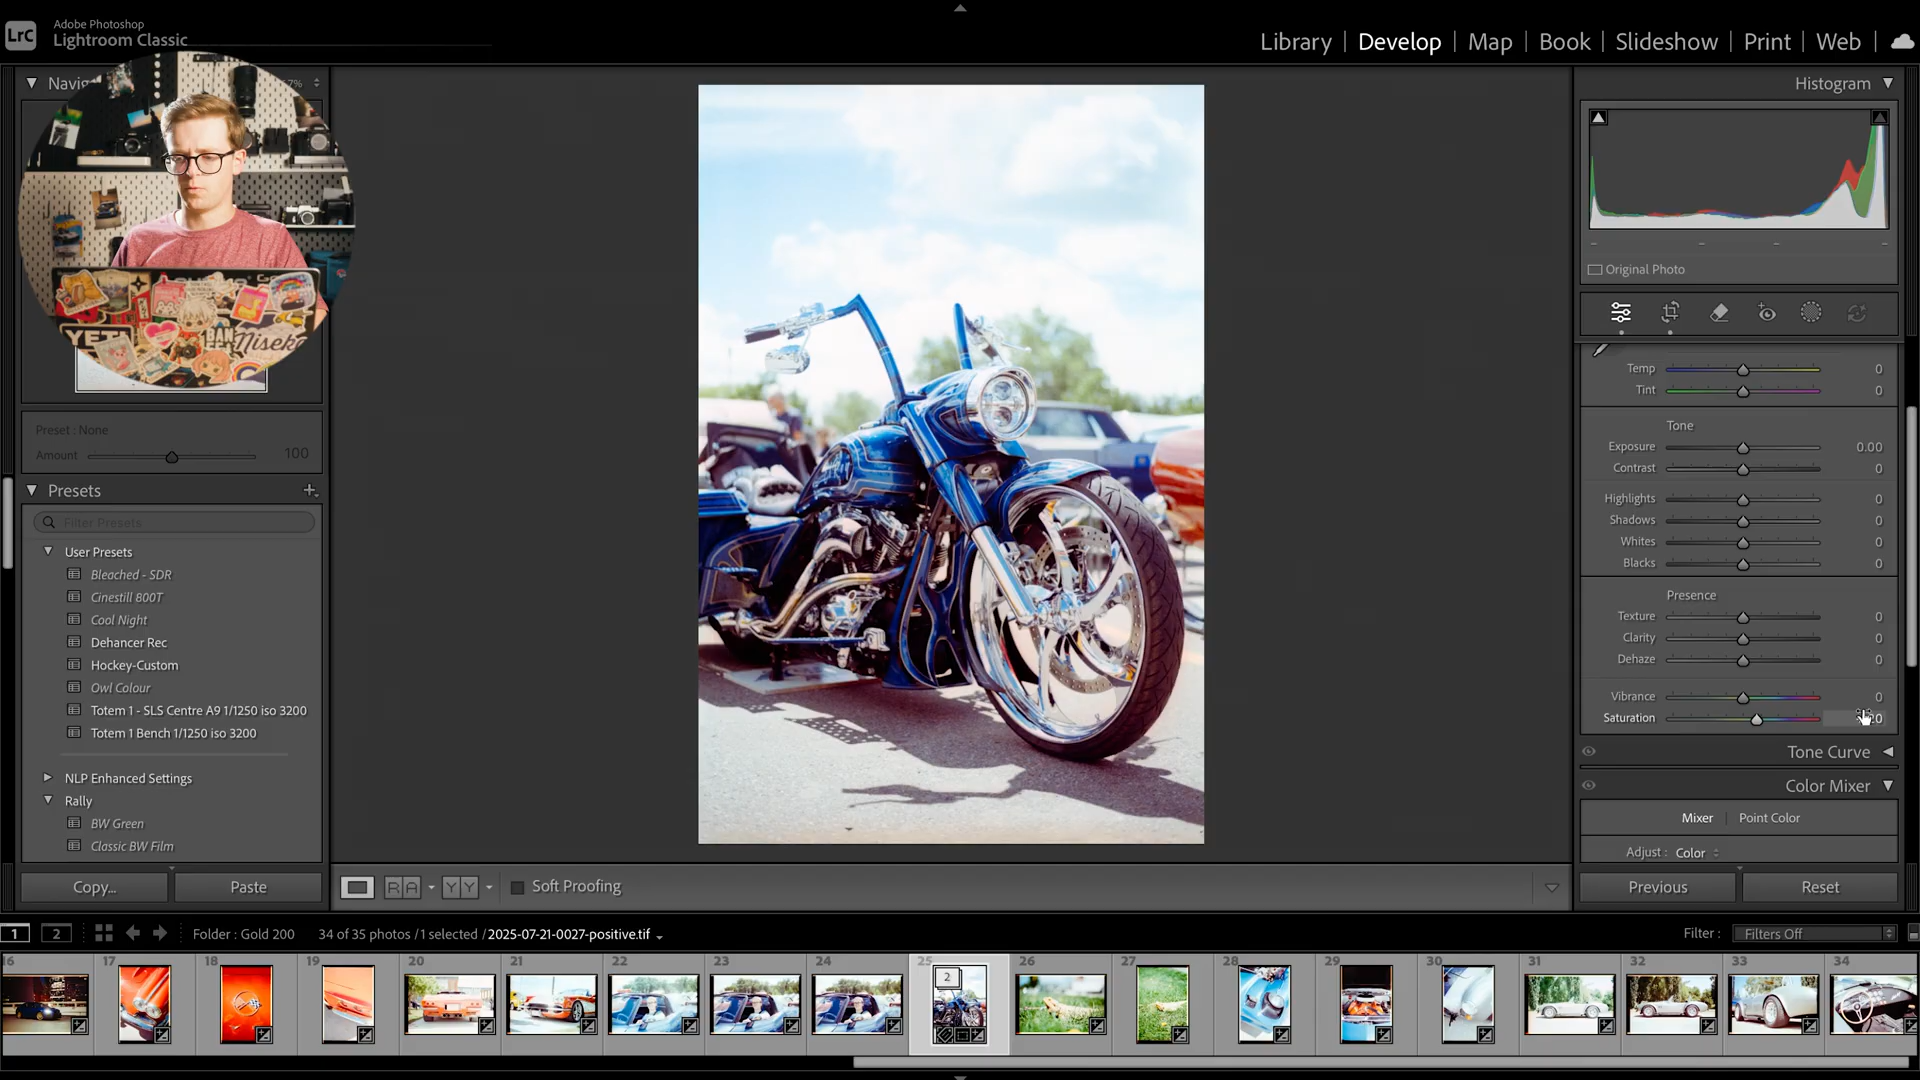 LrC
Adobe Photoshop
Lightroom Classic
Library
Develop
Map
Book
Slideshow
Print
Web
Histogram
Original Photo
Temp 0
Tint 0
Tone
Exposure 0.00
Contrast 0
Highlights 0
Shadows 0
Whites 0
Blacks 0
Presence
Texture 0
Clarity 0
Dehaze 0
Vibrance 0
Saturation
Tone Curve
Color Mixer
Mixer | Point Color
Adjust : Color
Previous
Reset
YETI
Niseko
Preset : None
Amount 100
Presets
Filter Presets
User Presets
Bleached - SDR
Cinestill 800T
Cool Night
Dehancer Rec
Hockey-Custom
Owl Colour
Totem 1 - SLS Centre A9 1/1250 iso 3200
Totem 1 Bench 1/1250 iso 3200
NLP Enhanced Settings
Rally
BW Green
Classic BW Film
Copy...
Paste
RA
YY
Soft Proofing
1 2
Folder : Gold 200
34 of 35 photos / 1 selected / 2025-07-21-0027-positive.tif
Filter : Filters Off
17 18 19 20 21 22 23 24 25 26 27 28 29 30 31 32 33 34
2